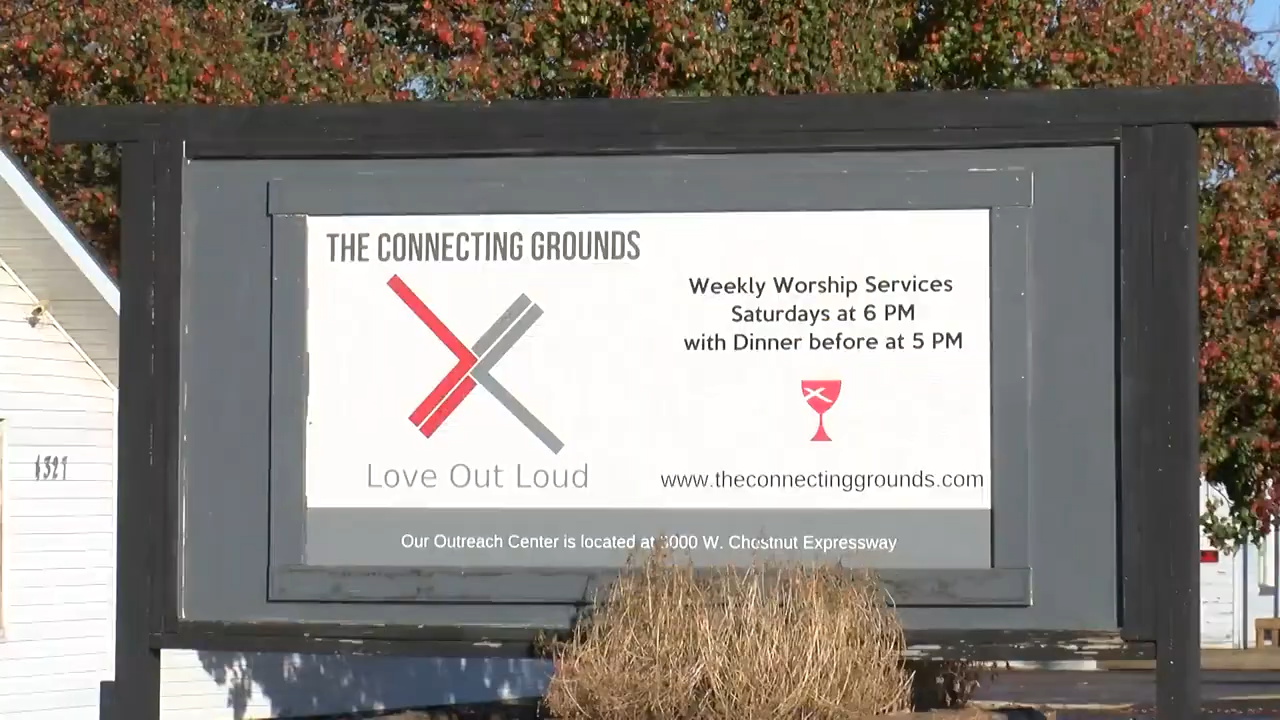 THE CONNECTING GROUNDS
Love Out Loud
Weekly Worship Services
Saturdays at 6 PM
with Dinner before at 5 PM
www.theconnectinggrounds.com
Our Outreach Center is located at W. Chestnut Expressway